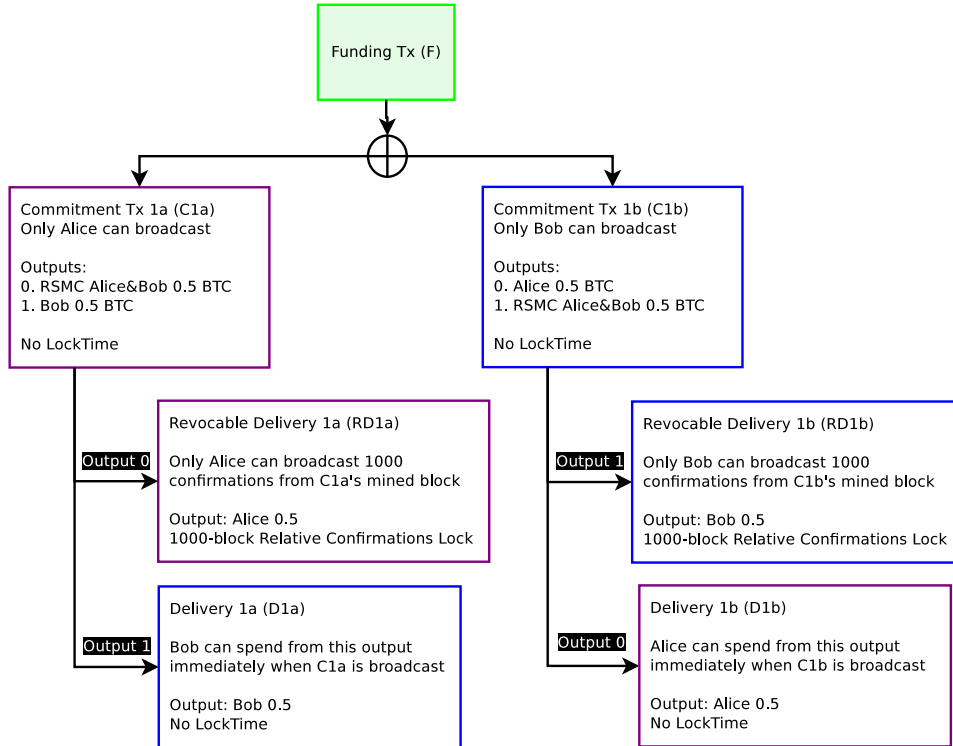 Funding Tx (F)
Commitment Tx 1a (C1a)
Only Alice can broadcast
Outputs:
0. RSMC Alice&Bob 0.5 BTC
1. Bob 0.5 BTC
No LockTime
Commitment Tx 1b (C1b)
Only Bob can broadcast
Outputs:
0. Alice 0.5 BTC
1. RSMC Alice&Bob 0.5 BTC
No LockTime
Output 0
Revocable Delivery 1a (RD1a)
Only Alice can broadcast 1000
confirmations from C1a's mined block
Output: Alice 0.5
1000-block Relative Confirmations Lock
Output 1
Revocable Delivery 1b (RD1b)
Only Bob can broadcast 1000
confirmations from C1b's mined block
Output: Bob 0.5
1000-block Relative Confirmations Lock
Output 1
Delivery 1a (D1a)
Bob can spend from this output
immediately when C1a is broadcast
Output: Bob 0.5
No LockTime
Output 0
Delivery 1b (D1b)
Alice can spend from this output
immediately when C1b is broadcast
Output: Alice 0.5
No LockTime